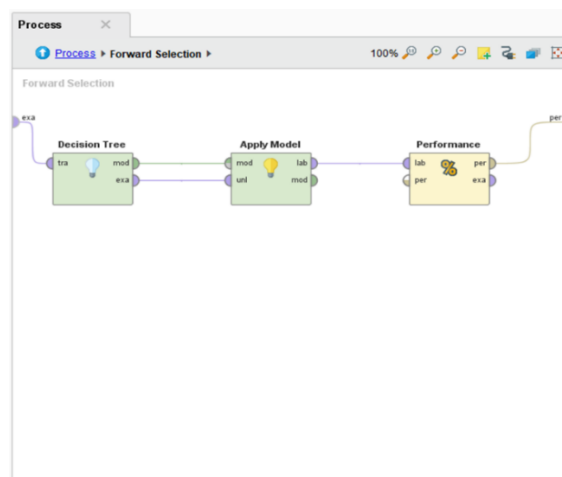 Process
Process Forward Selection
100%
Forward Selection
exa
per
Decision Tree
Apply Model
Performance
tra mod
mod lab
lab per
exa
unl mod
per exa